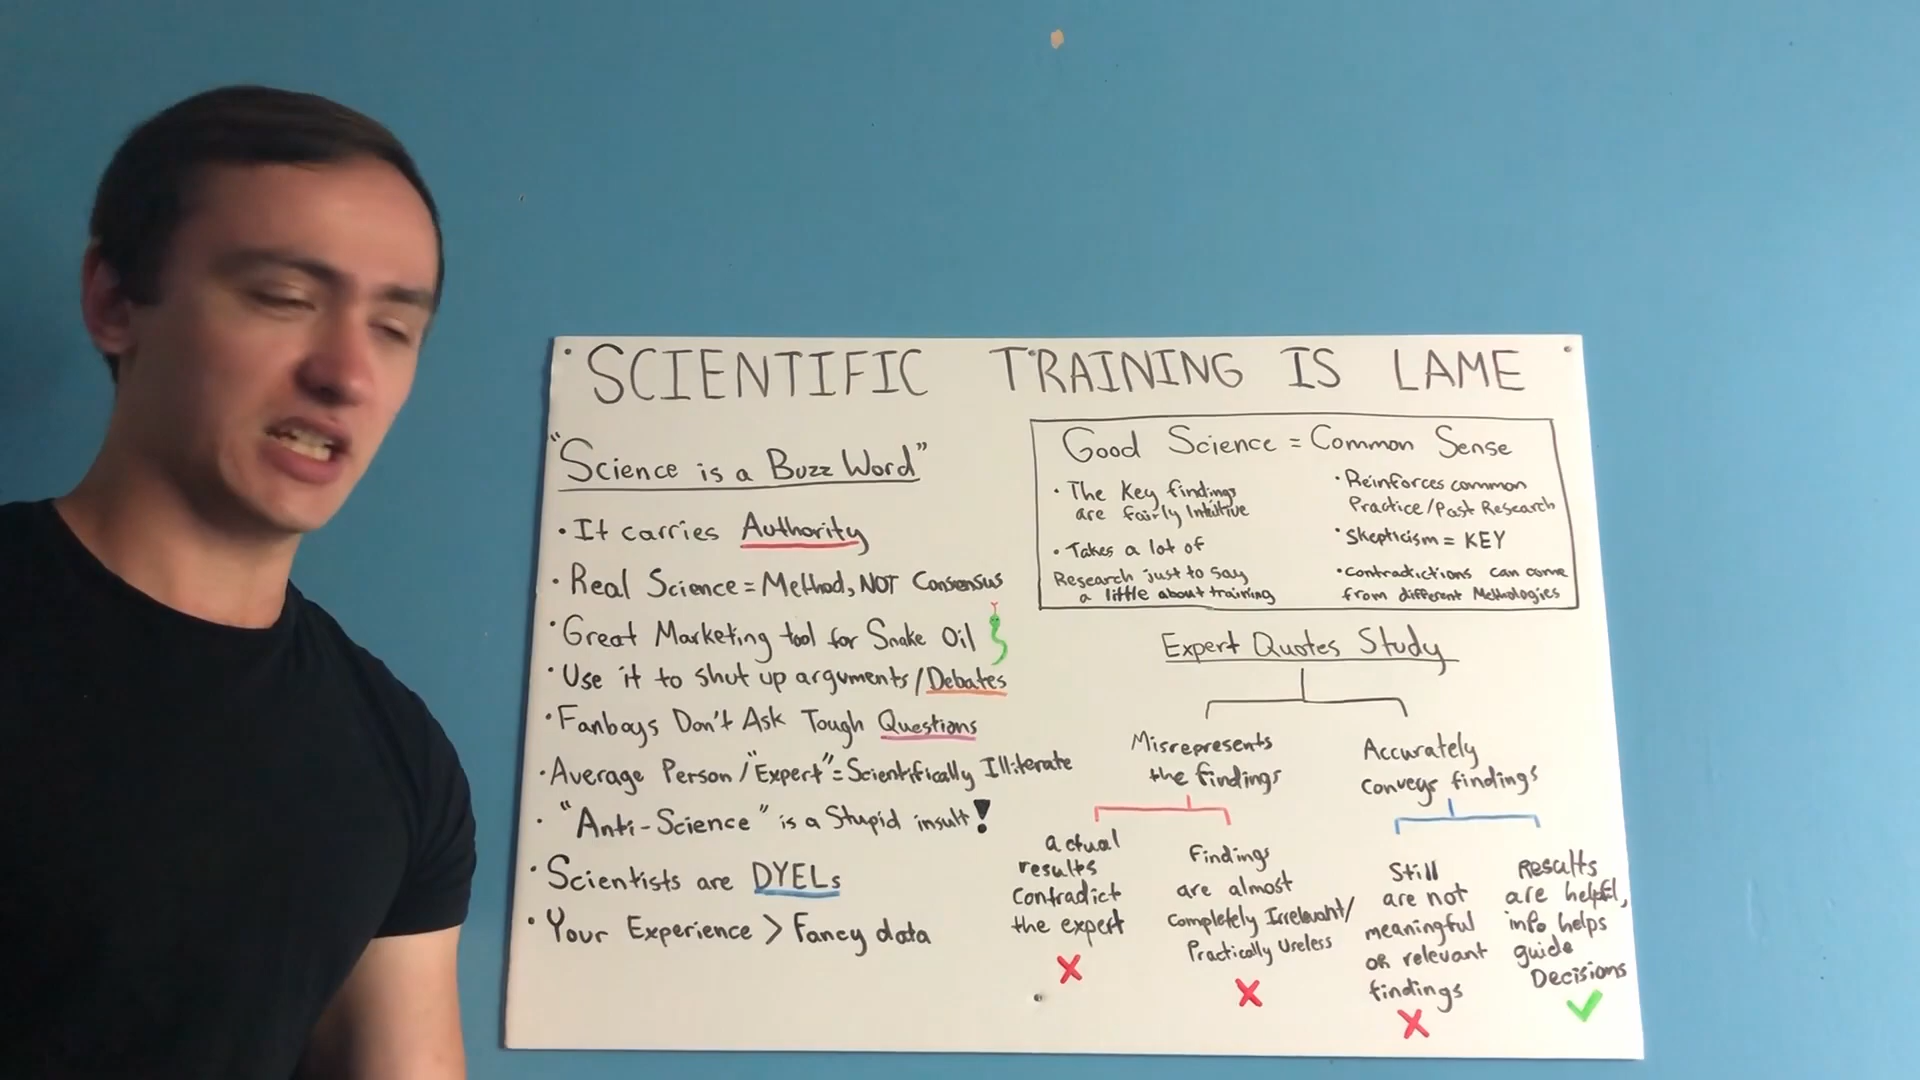 SCIENTIFIC TRAINING IS LAME
"Science is a Buzz Word"
• It carries Authority
• Real Science = Method, NOT Consensus
• Great Marketing tool for Snake Oil
• Use it to shut up arguments/Debates
• Fanboys Don't Ask Tough Questions
• Average Person/"Expert" = Scientifically Illiterate
• "Anti-Science" is a Stupid insult!
• Scientists are DYELs
• Your Experience > Fancy data
Good Science = Common Sense
• The Key findings
are fairly Intuitive
• Takes a lot of
Research just to say
a little about training
• Reinforces common
Practice/Past Research
• Skepticism = KEY
• Contradictions can come
from different Methologies
Expert Quotes Study
Misrepresents
the findings
Accurately
conveys findings
actual
results
Contradict
the expert
X
Findings
are almost
Completely Irrelevant/
Practically Useless
X
Still
are not
meaningful
or relevant
findings
X
Results
are helpful,
info helps
guide
Decisions
✓